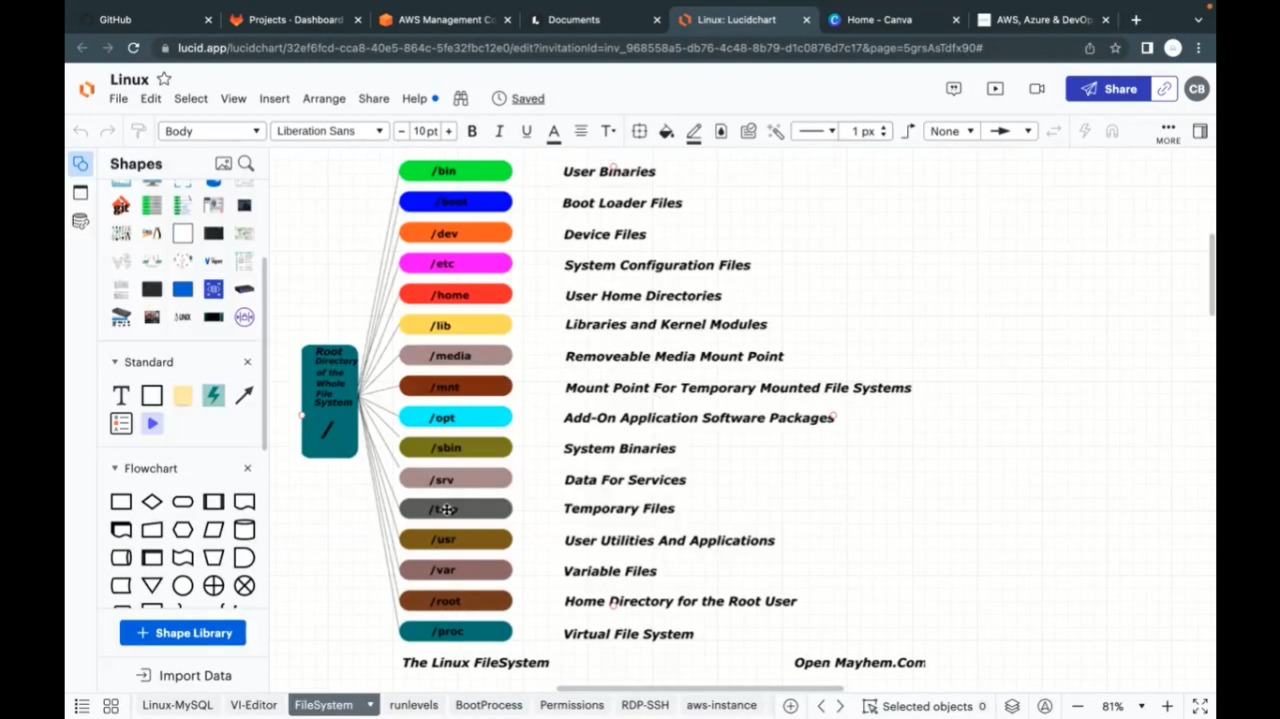 GitHub
Projects · Dashboard
AWS Management Co
Documents
Linux: Lucidchart
Home - Canva
AWS, Azure & DevOp
lucid.app/lucidchart/32ef6fcd-cca8-40e5-864c-5fe32fbc12e0/edit?invitationId=inv_968558a5-db76-4c48-8b79-d1c0876d7c17&page=5grsAsTdfx90#
Linux
File Edit Select View Insert Arrange Share Help Saved
Share
CB
Body
Liberation Sans
10 pt
1 px
None
MORE
Shapes
git
UNIX
Standard
Flowchart
Shape Library
Import Data
Root
Directory
of the
Whole
File
System
/
/bin User Binaries
/boot Boot Loader Files
/dev Device Files
/etc System Configuration Files
/home User Home Directories
/lib Libraries and Kernel Modules
/media Removeable Media Mount Point
/mnt Mount Point For Temporary Mounted File Systems
/opt Add-On Application Software Packages
/sbin System Binaries
/srv Data For Services
Temporary Files
/usr User Utilities And Applications
/var Variable Files
/root Home Directory for the Root User
/proc Virtual File System
The Linux FileSystem Open Mayhem.Com
Linux-MySQL VI-Editor FileSystem runlevels BootProcess Permissions RDP-SSH aws-instance
Selected objects 0
81%